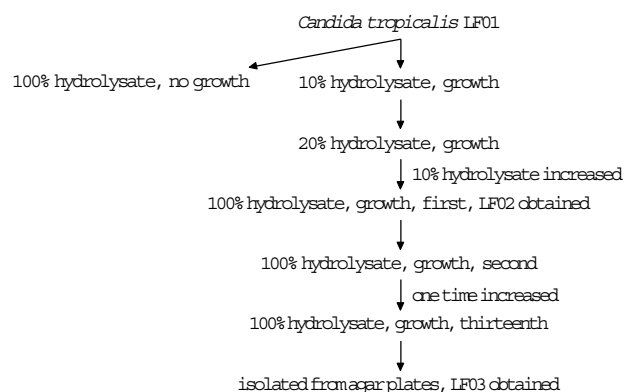 Candida tropicalis LF01
100% hydrolysate, no growth
10% hydrolysate, growth
20% hydrolysate, growth
10% hydrolysate increased
100% hydrolysate, growth, first, LF02 obtained
100% hydrolysate, growth, second
one time increased
100% hydrolysate, growth, thirteenth
isolated from agar plates, LF03 obtained